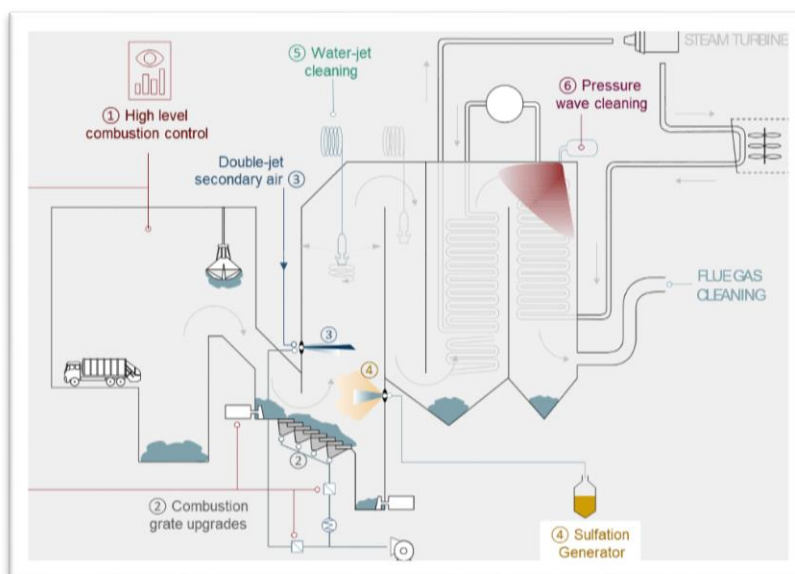 STEAM TURBINE
⑤ Water-jet
cleaning
⑥ Pressure
wave cleaning
① High level
combustion control
Double-jet
secondary air ③
FLUE GAS
CLEANING
③
④
②
② Combustion
grate upgrades
④ Sulfation
Generator